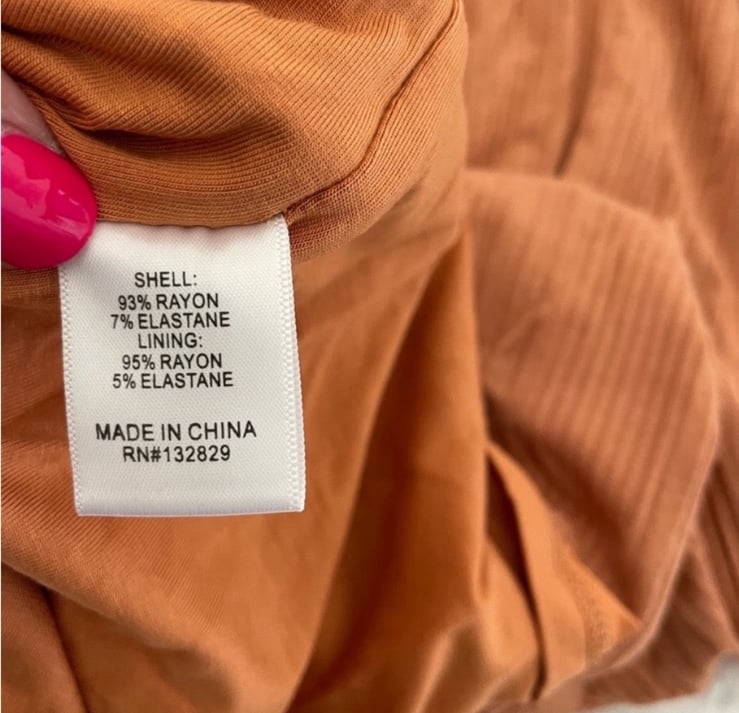 SHELL:
93% RAYON
7% ELASTANE
LINING:
95% RAYON
5% ELASTANE
MADE IN CHINA
RN#132829